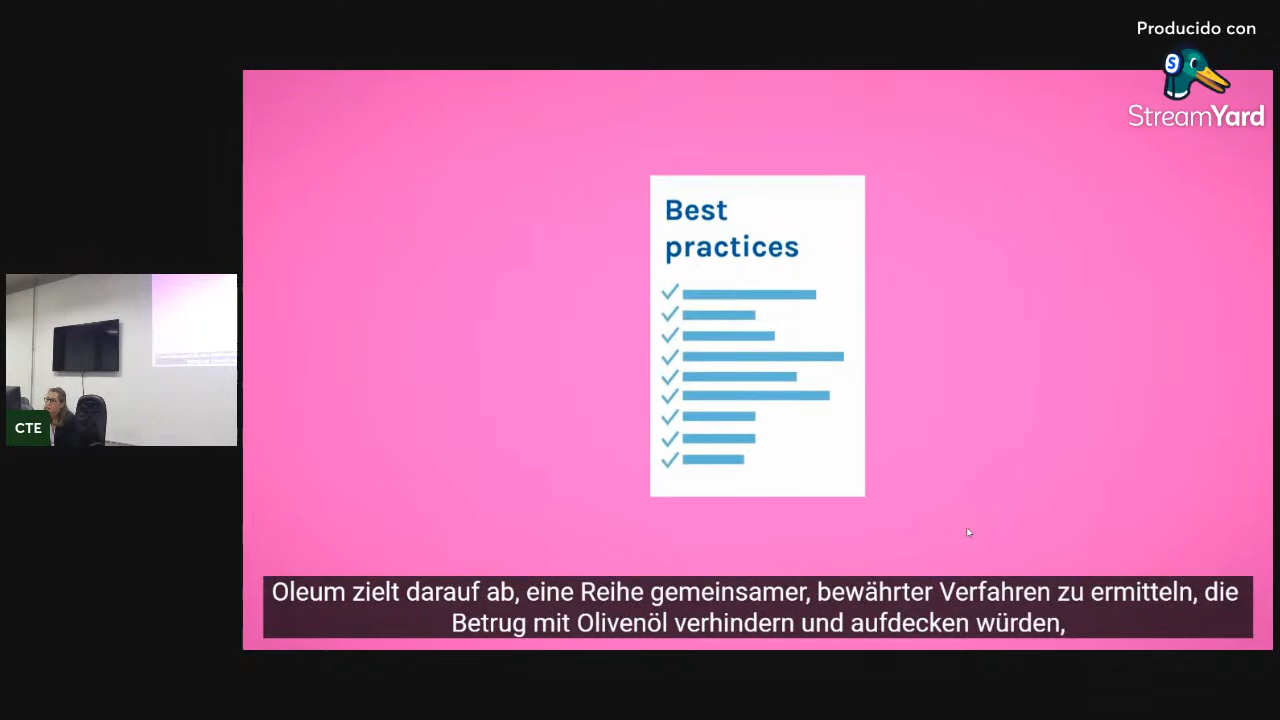 Producido con
S
StreamYard
Best
practices
CTE
Oleum zielt darauf ab, eine Reihe gemeinsamer, bewährter Verfahren zu ermitteln, die
Betrug mit Olivenöl verhindern und aufdecken würden,